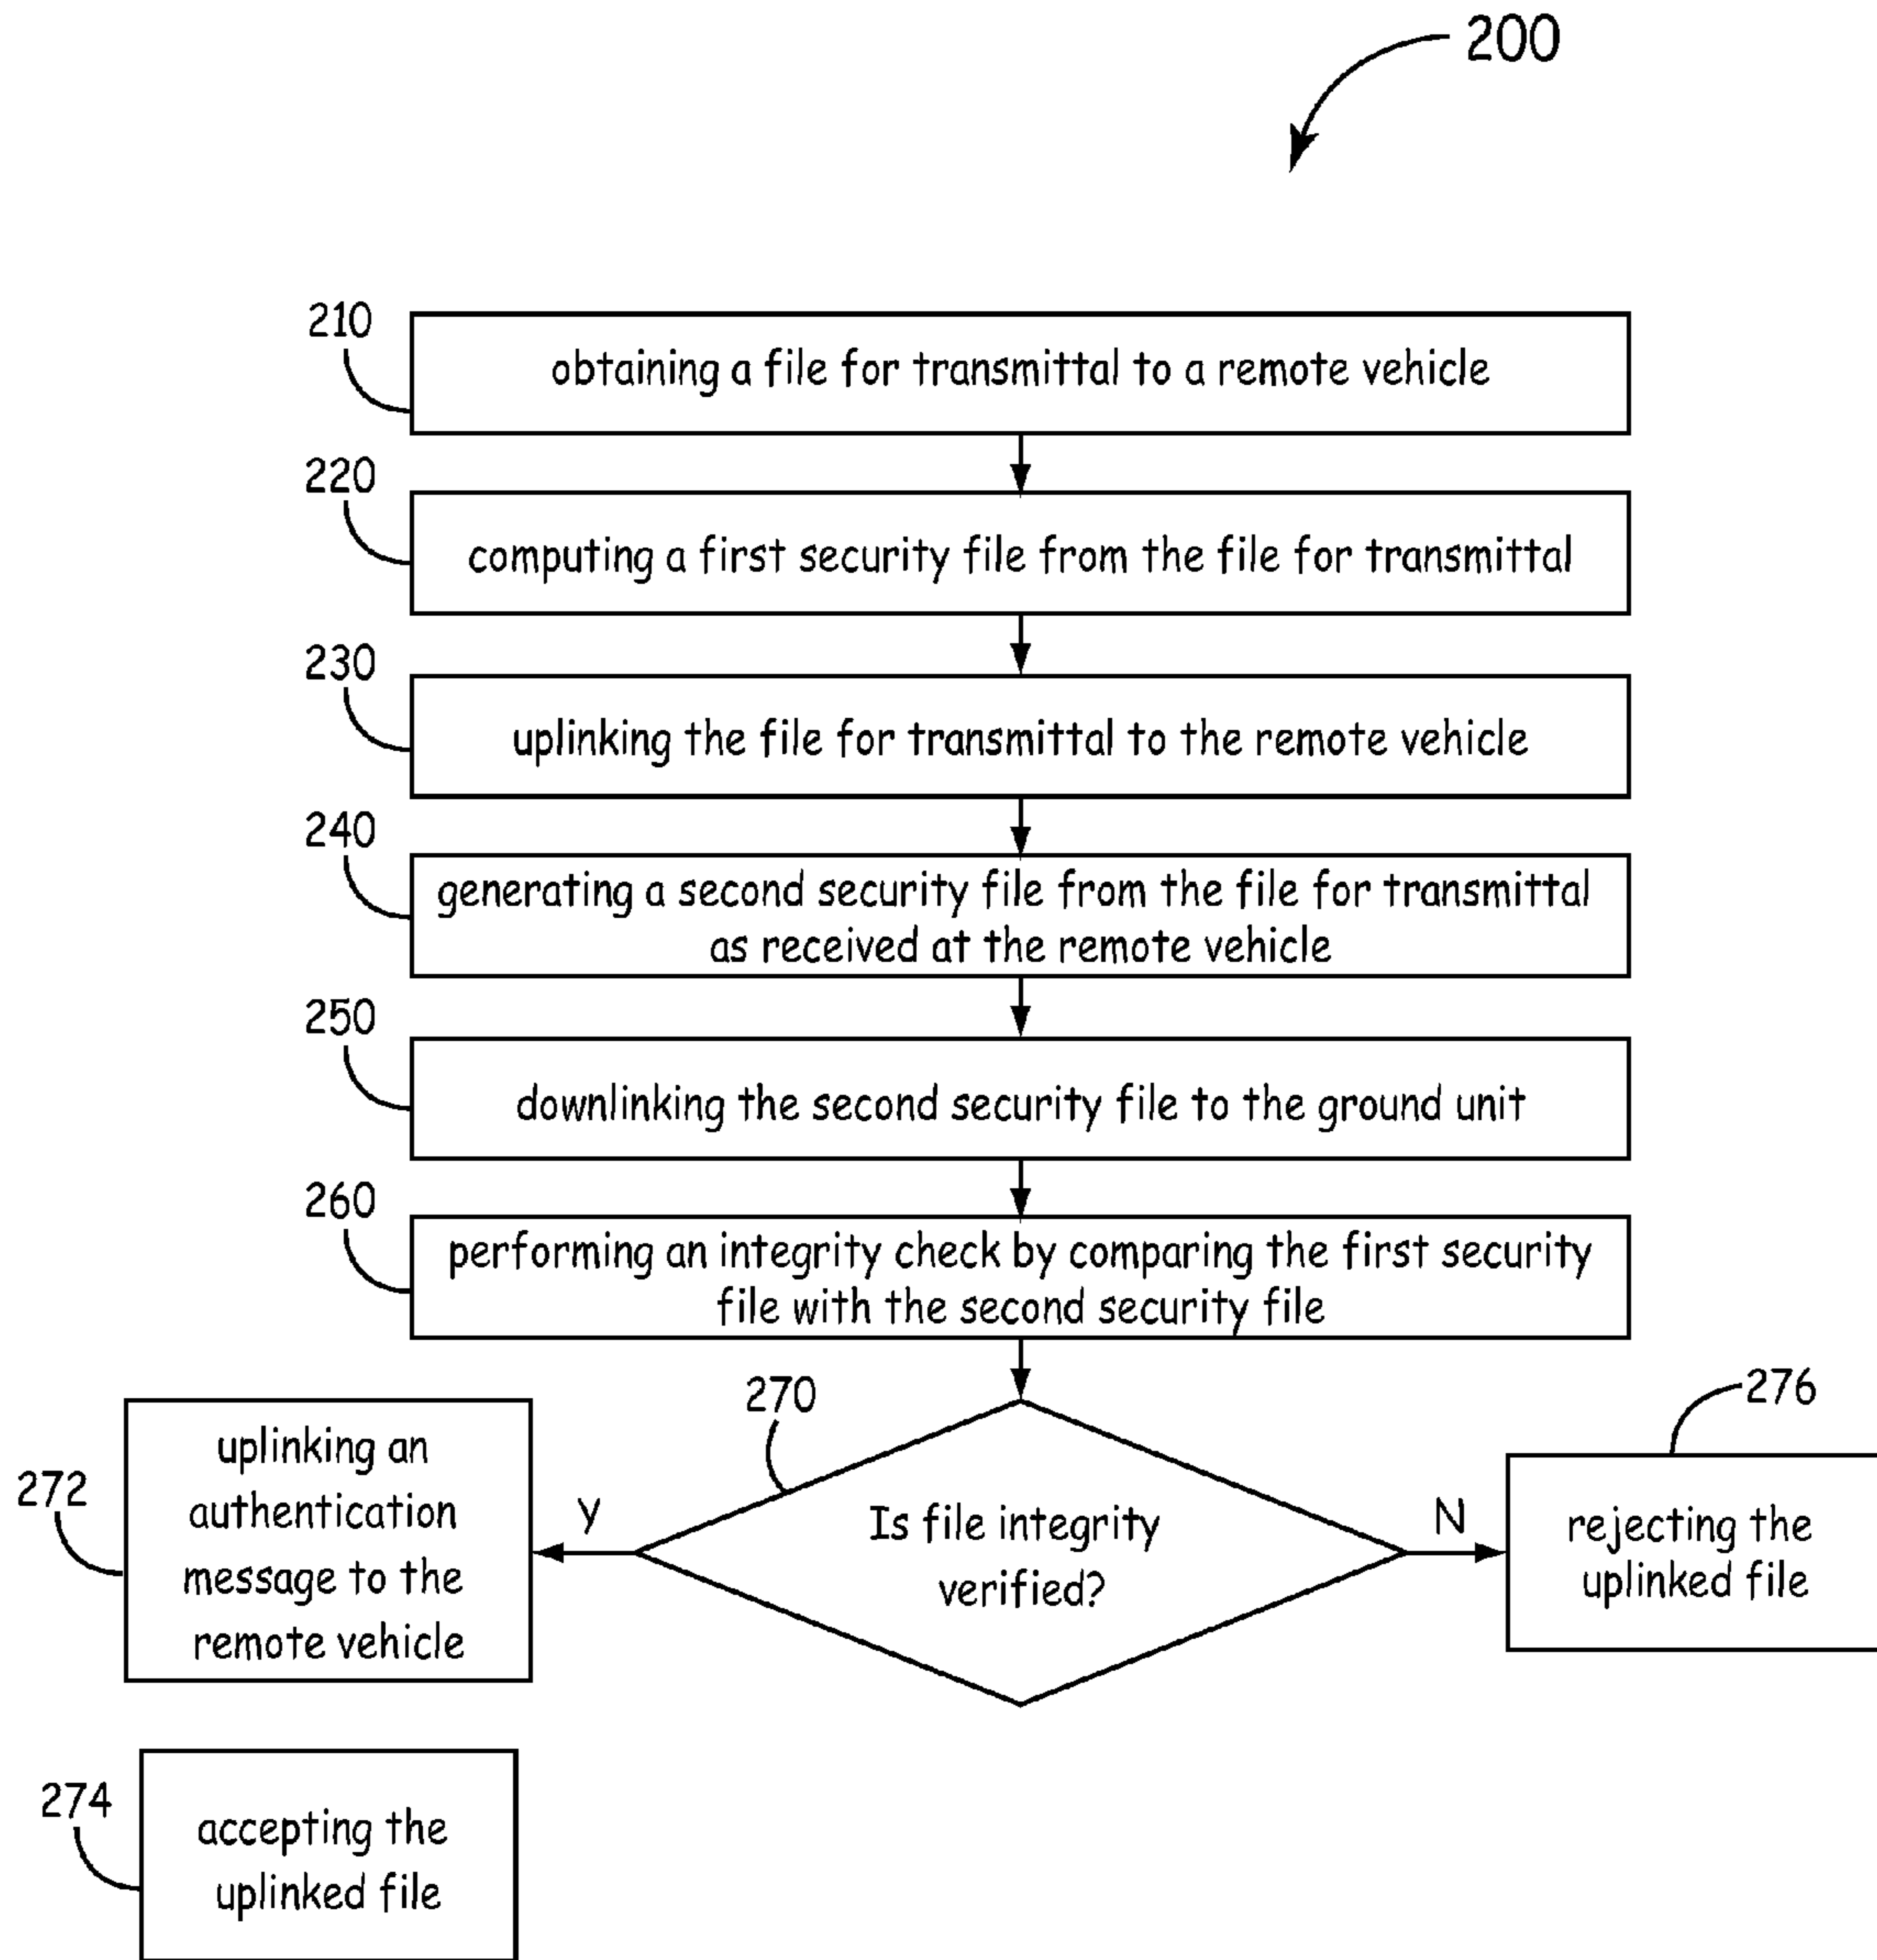 200
210
obtaining a file for transmittal to a remote vehicle
220
computing a first security file from the file for transmittal
230
uplinking the file for transmittal to the remote vehicle
240
generating a second security file from the file for transmittal
as received at the remote vehicle
250
downlinking the second security file to the ground unit
260
performing an integrity check by comparing the first security
file with the second security file
270
Is file integrity
verified?
Y
272
uplinking an
authentication
message to the
remote vehicle
N
276
rejecting the
uplinked file
274
accepting the
uplinked file